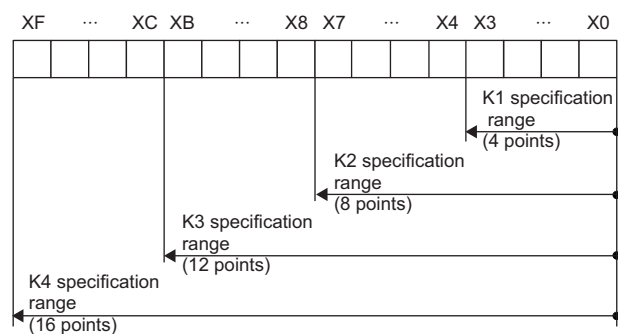 XF ... XC XB ... X8 X7 ... X4 X3 ... X0
K1 specification
range
(4 points)
K2 specification
range
(8 points)
K3 specification
range
(12 points)
K4 specification
range
(16 points)